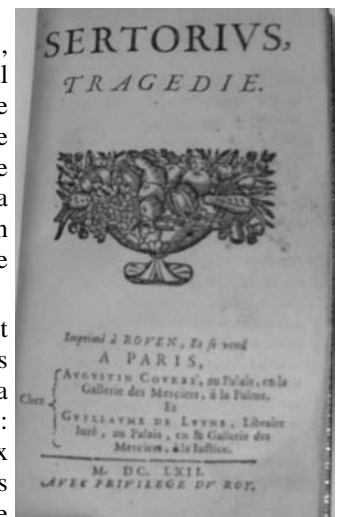 SERTORIVS,
TRAGEDIE.
Imprimé à ROVEN, Et se vend
A PARIS,
Chez
AVGVSTIN COVRBE', au Palais, en la
Gallerie des Merciers, à la Palme.
Et
GVILLAVME DE LVYNE, Libraire
Iuré, au Palais, en la Gallerie des
Merciers, à la Iustice.
M. DC. LXII.
AVEC PRIVILEGE DV ROY.
,
l
e
e
e
a
n
e
t
s
a
:
x
s
e